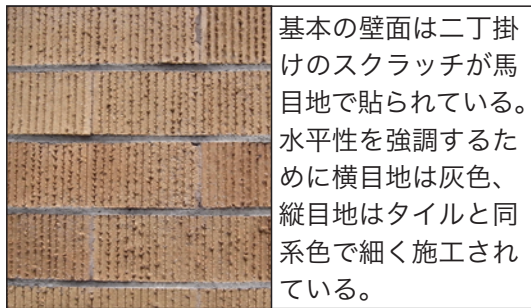 基本の壁面は二丁掛
けのスクラッチが馬
目地で貼られている。
水平性を強調するた
めに横目地は灰色、
縦目地はタイルと同
系色で細く施工され
ている。